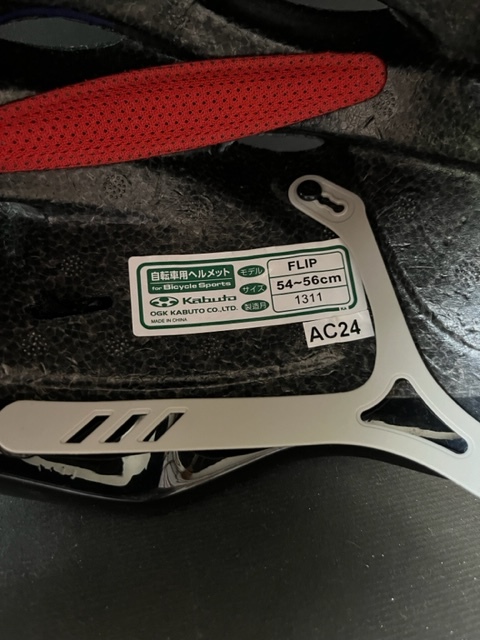 自転車用ヘルメット
for Bicycle Sports
Kabuto
OGK KABUTO CO.,LTD.
MADE IN CHINA
モデル FLIP
サイズ 54~56cm
製造月 1311
AC24